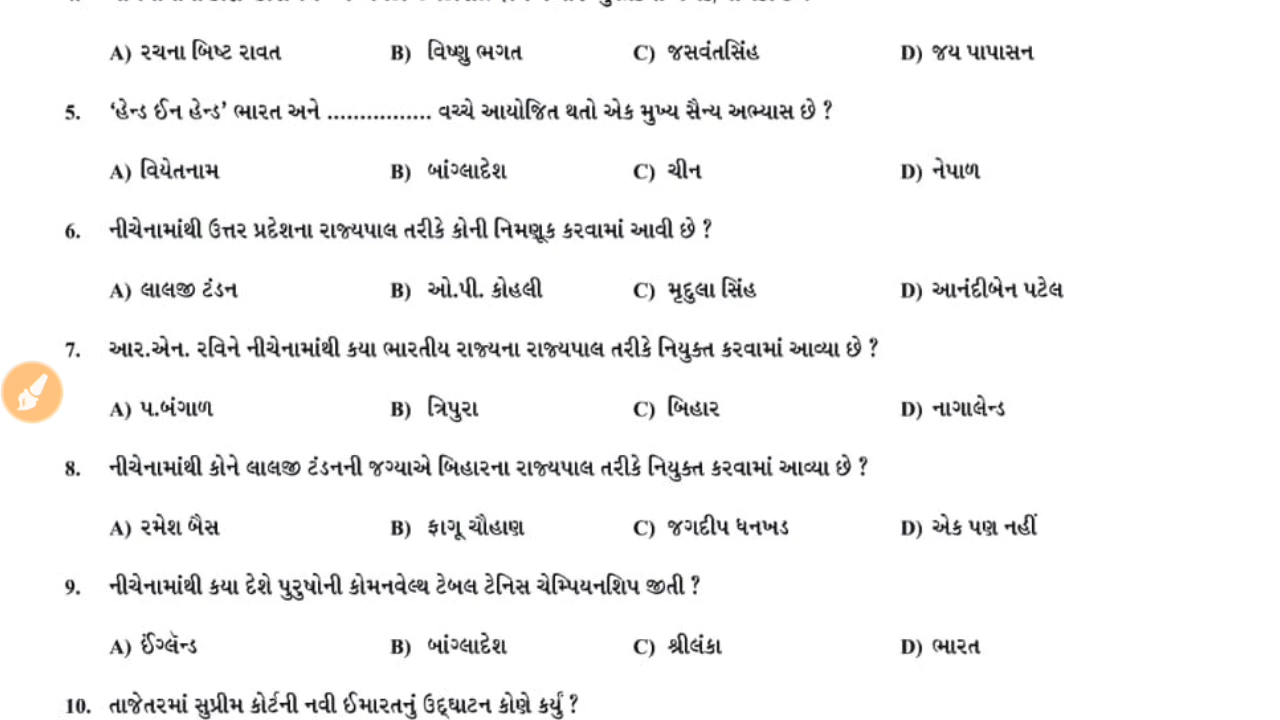 A) રચના બિષ્ટ રાવત B) વિષ્ણુ ભગત C) જસવંતસિંહ D) જય પાપાસન
5. ‘હેન્ડ ઈન હેન્ડ’ ભારત અને ................ વચ્ચે આયોજિત થતો એક મુખ્ય સૈન્ય અભ્યાસ છે ?
A) વિયેતનામ B) બાંગ્લાદેશ C) ચીન D) નેપાળ
6. નીચેનામાંથી ઉત્તર પ્રદેશના રાજ્યપાલ તરીકે કોની નિમણૂક કરવામાં આવી છે ?
A) લાલજી ટંડન B) ઓ.પી. કોહલી C) મૃદુલા સિંહ D) આનંદીબેન પટેલ
7. આર.એન. રવિને નીચેનામાંથી કયા ભારતીય રાજ્યના રાજ્યપાલ તરીકે નિયુક્ત કરવામાં આવ્યા છે ?
A) પ.બંગાળ B) ત્રિપુરા C) બિહાર D) નાગાલેન્ડ
8. નીચેનામાંથી કોને લાલજી ટંડનની જગ્યાએ બિહારના રાજ્યપાલ તરીકે નિયુક્ત કરવામાં આવ્યા છે ?
A) રમેશ બૈસ B) ફાગૂ ચૌહાણ C) જગદીપ ધનખડ D) એક પણ નહીં
9. નીચેનામાંથી કયા દેશે પુરુષોની કોમનવેલ્થ ટેબલ ટેનિસ ચેમ્પિયનશિપ જીતી ?
A) ઈંગ્લૅન્ડ B) બાંગ્લાદેશ C) શ્રીલંકા D) ભારત
10. તાજેતરમાં સુપ્રીમ કોર્ટની નવી ઈમારતનું ઉદ્ઘાટન કોણે કર્યું ?